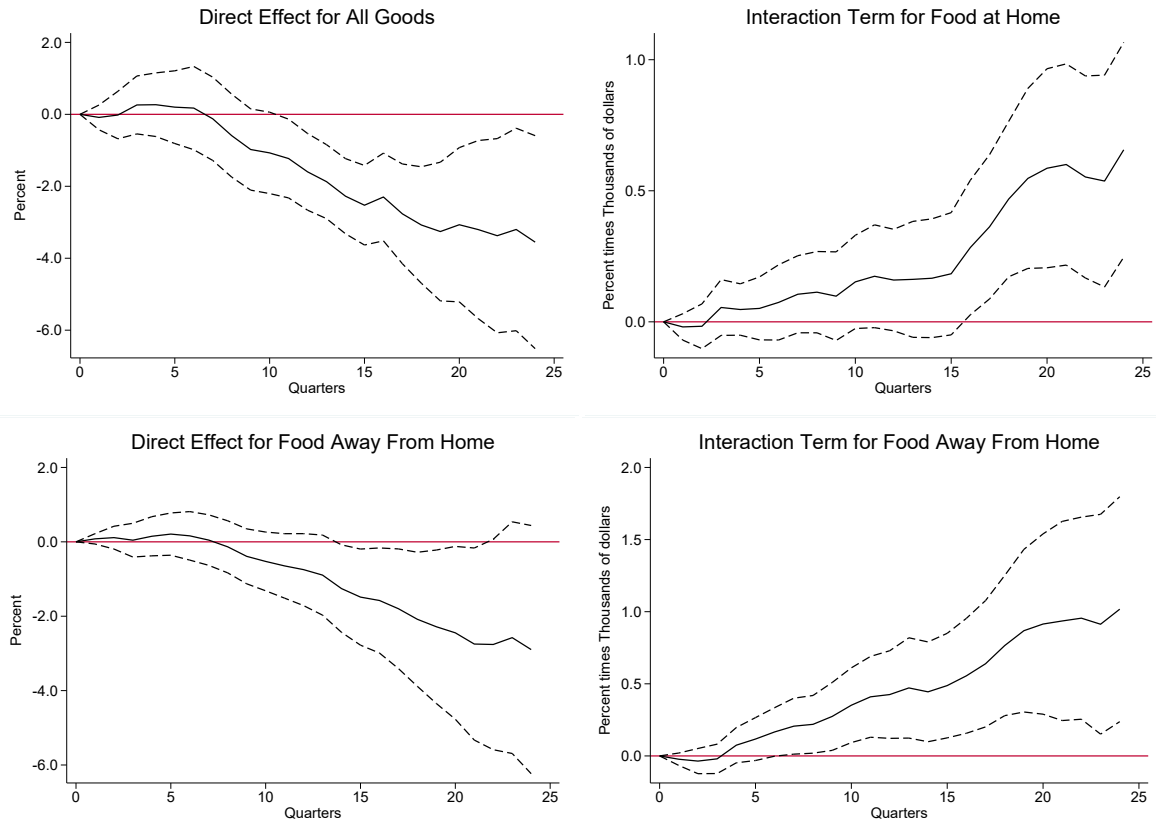 Direct Effect for All Goods
2.0
0.0
-2.0
-4.0
-6.0
Percent
0 5 10 15 20 25
Quarters
Interaction Term for Food at Home
1.0
0.5
0.0
Percent times Thousands of dollars
0 5 10 15 20 25
Quarters
Direct Effect for Food Away From Home
2.0
0.0
-2.0
-4.0
-6.0
Percent
0 5 10 15 20 25
Quarters
Interaction Term for Food Away From Home
2.0
1.5
1.0
0.5
0.0
Percent times Thousands of dollars
0 5 10 15 20 25
Quarters